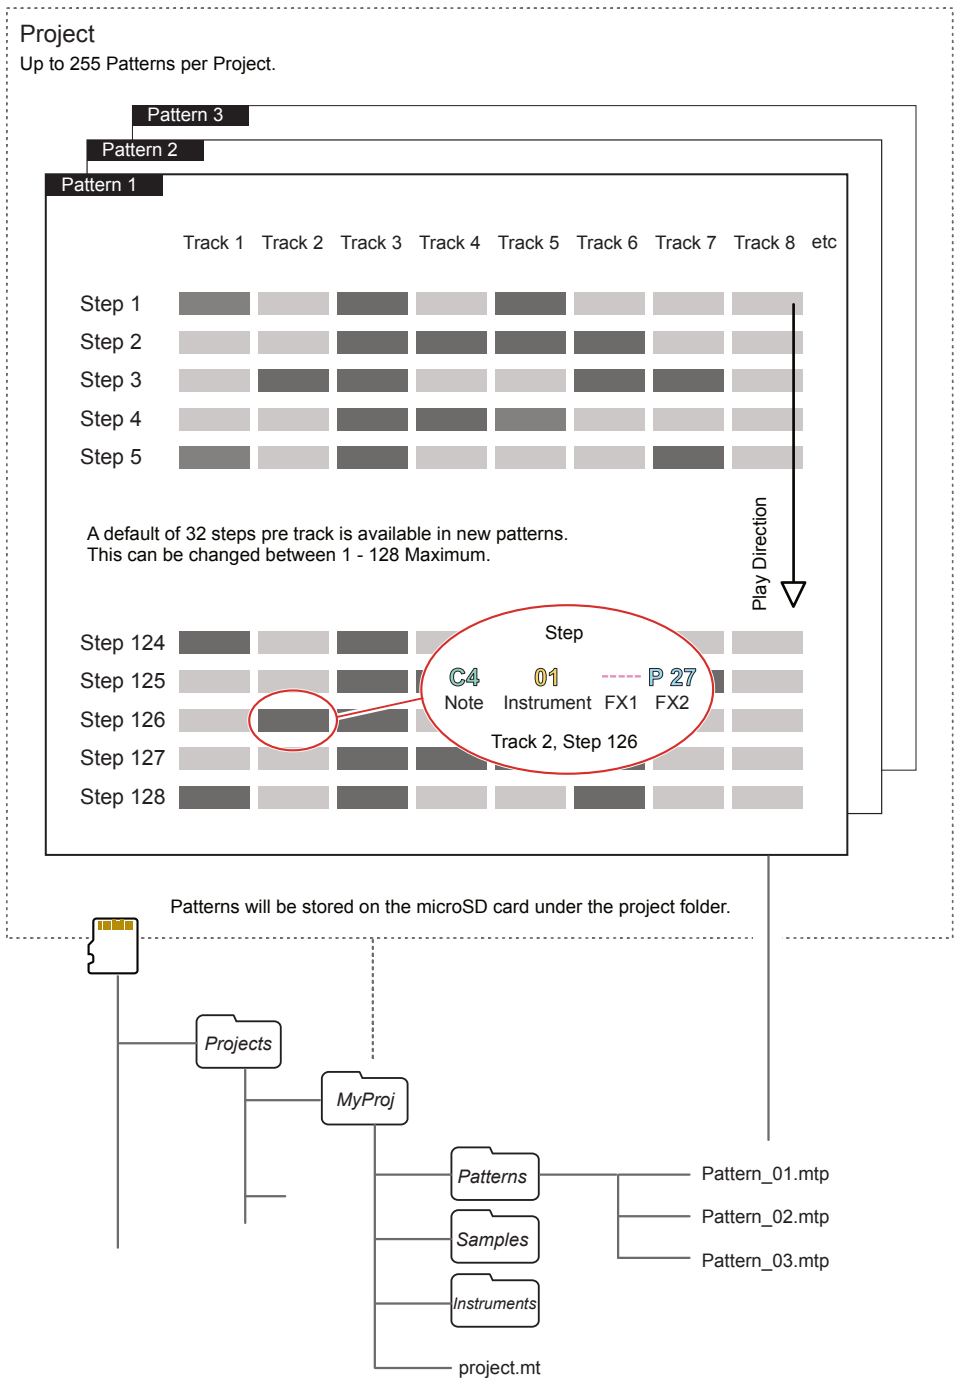 Project
Up to 255 Patterns per Project.
Pattern 3
Pattern 2
Pattern 1
Track 1 Track 2 Track 3 Track 4 Track 5 Track 6 Track 7 Track 8 etc
Step 1
Step 2
Step 3
Step 4
Step 5
A default of 32 steps pre track is available in new patterns.
This can be changed between 1 - 128 Maximum.
Play Direction
Step 124
Step 125
Step 126
Step 127
Step 128
Step
C4 01 ----- P 27
Note Instrument FX1 FX2
Track 2, Step 126
Patterns will be stored on the microSD card under the project folder.
Projects
MyProj
Patterns
Samples
Instruments
project.mt
Pattern_01.mtp
Pattern_02.mtp
Pattern_03.mtp